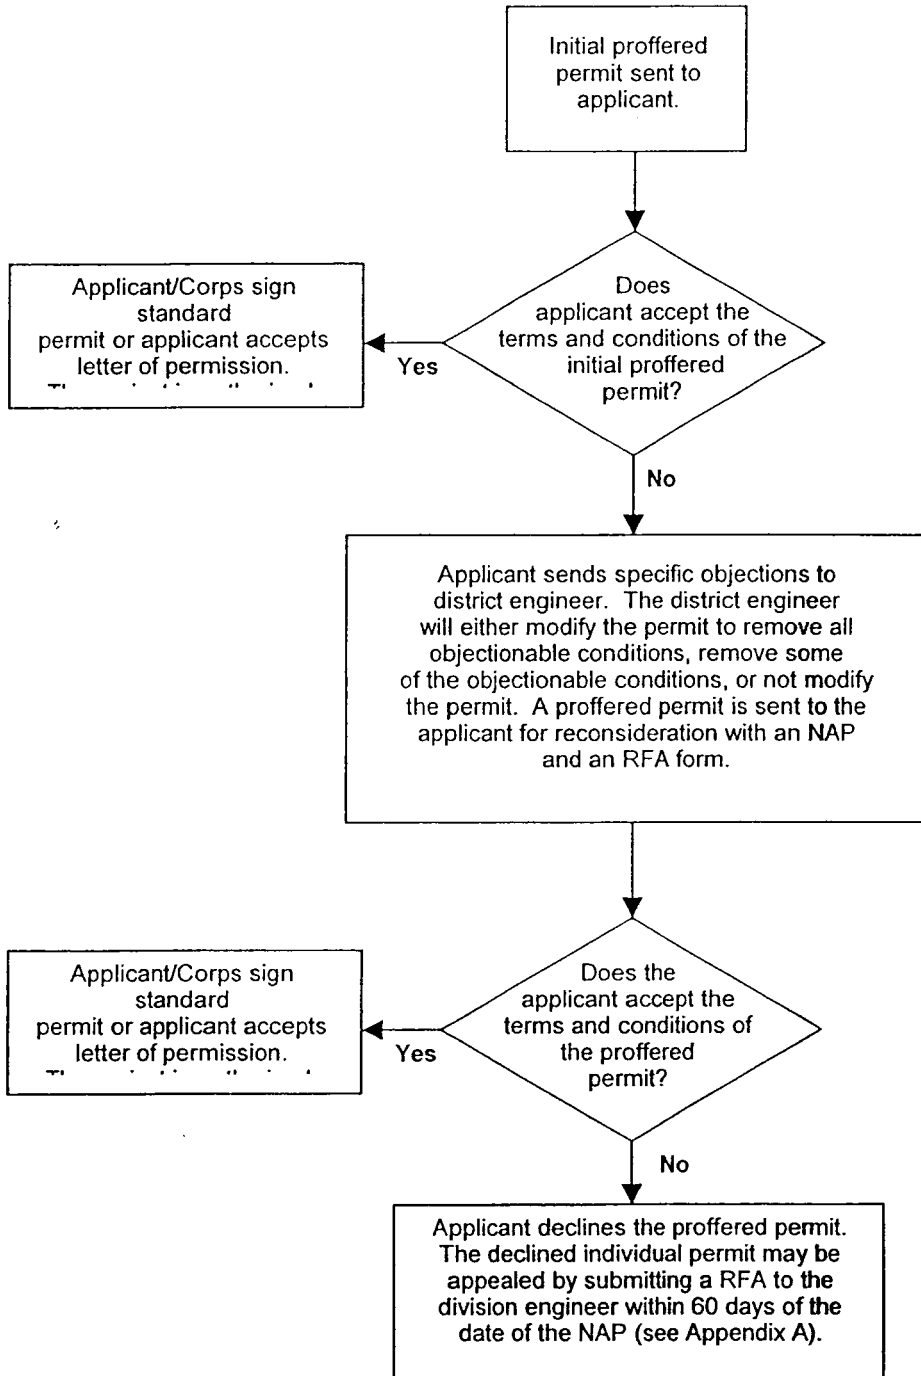 Initial proffered
permit sent to
applicant.
Does
applicant accept the
terms and conditions of the
initial proffered
permit?
Yes
Applicant/Corps sign
standard
permit or applicant accepts
letter of permission.
No
Applicant sends specific objections to
district engineer. The district engineer
will either modify the permit to remove all
objectionable conditions, remove some
of the objectionable conditions, or not modify
the permit. A proffered permit is sent to the
applicant for reconsideration with an NAP
and an RFA form.
Does the
applicant accept the
terms and conditions of
the proffered
permit?
Yes
Applicant/Corps sign
standard
permit or applicant accepts
letter of permission.
No
Applicant declines the proffered permit.
The declined individual permit may be
appealed by submitting a RFA to the
division engineer within 60 days of the
date of the NAP (see Appendix A).